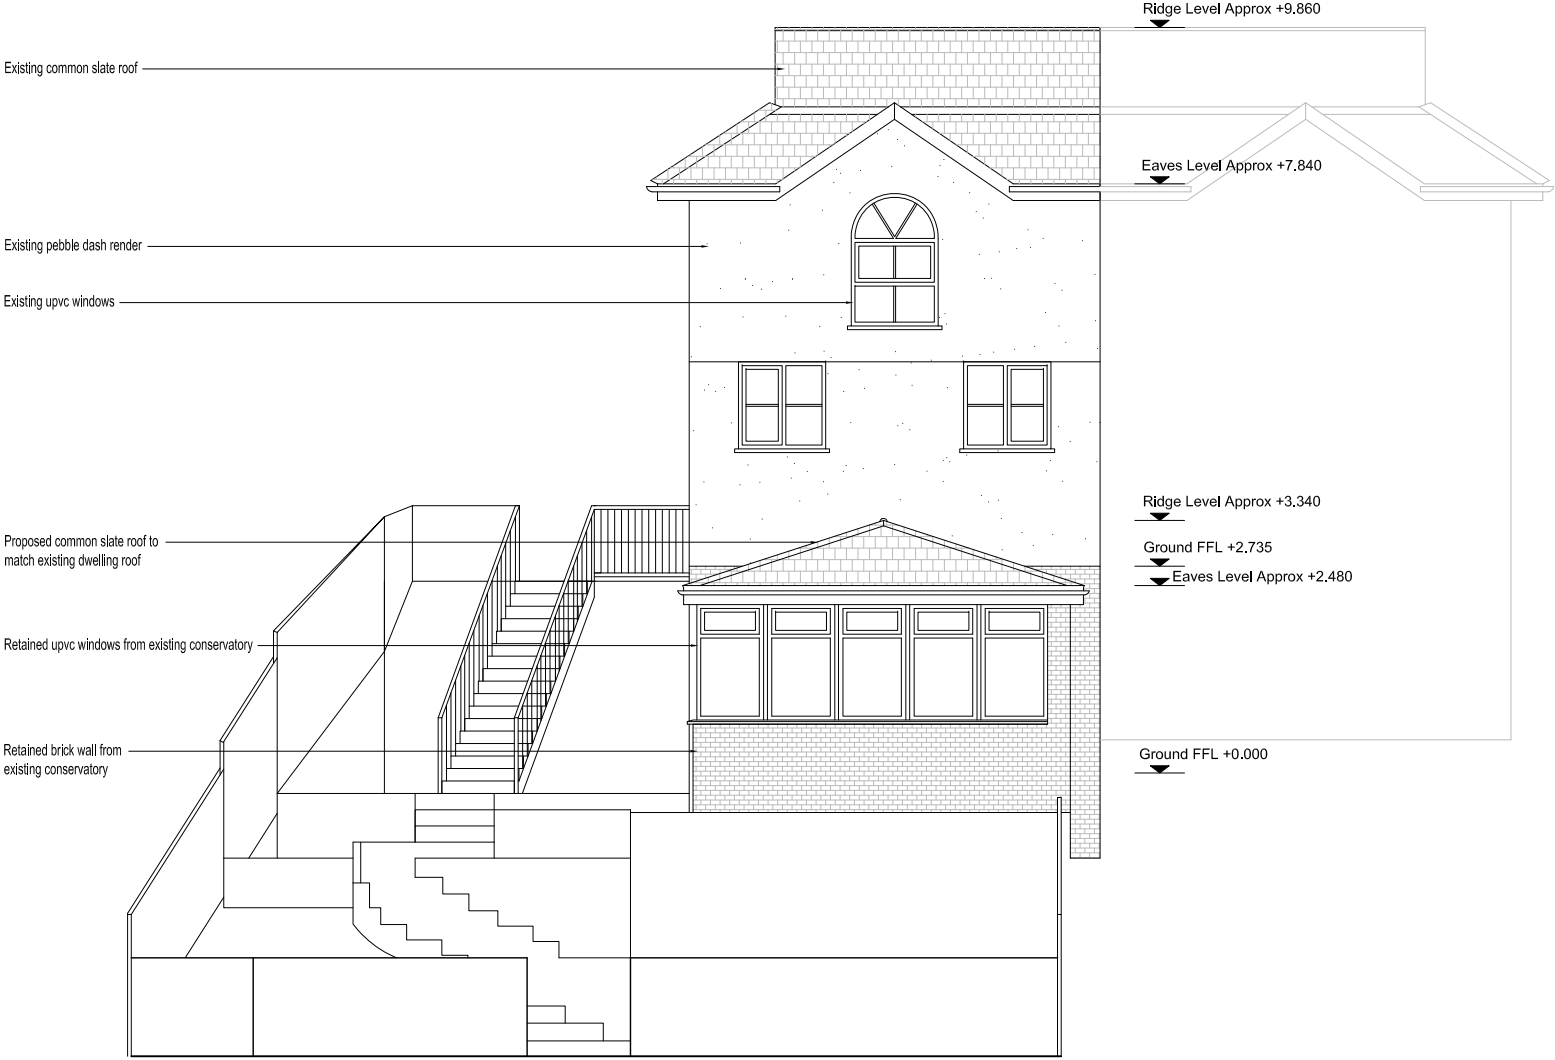 Ridge Level Approx +9.860
Existing common slate roof
Eaves Level Approx +7.840
Existing pebble dash render
Existing upvc windows
Ridge Level Approx +3.340
Proposed common slate roof to
match existing dwelling roof
Ground FFL +2.735
Eaves Level Approx +2.480
Retained upvc windows from existing conservatory
Retained brick wall from
existing conservatory
Ground FFL +0.000